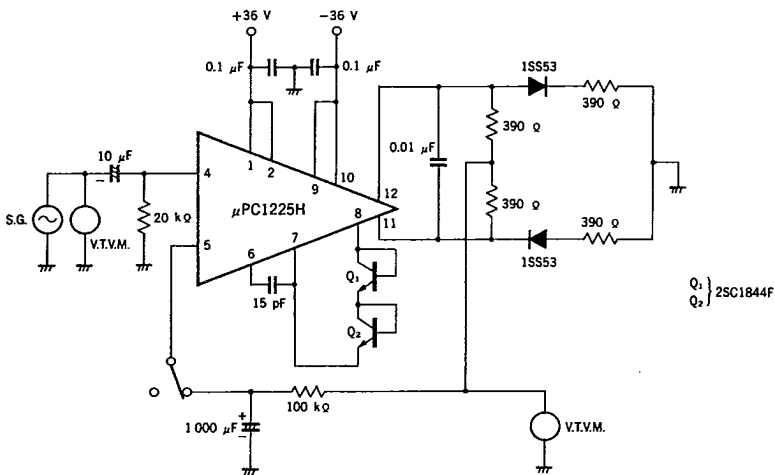 +36 V
−36 V
0.1 μF
0.1 μF
1SS53
390 Ω
390 Ω
10 μF
−
1
2
9
10
12
0.01 μF
4
μPC1225H
11
8
390 Ω
390 Ω
S.G.
V.T.V.M.
20 kΩ
5
6
7
15 pF
Q₁
Q₂
1SS53
Q₁
Q₂ } 2SC1844F
100 kΩ
+
1 000 μF
−
V.T.V.M.